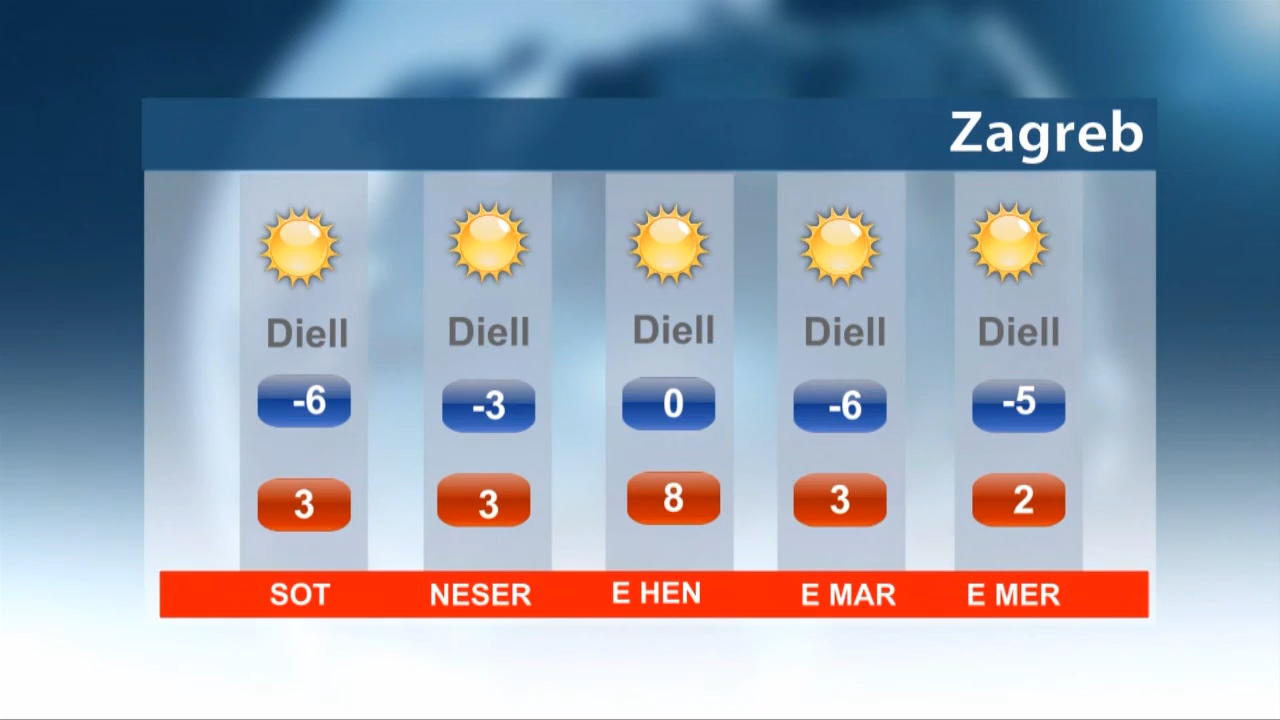 Zagreb
Diell Diell Diell Diell Diell
-6 -3 0 -6 -5
3 3 8 3 2
SOT NESER E HEN E MAR E MER